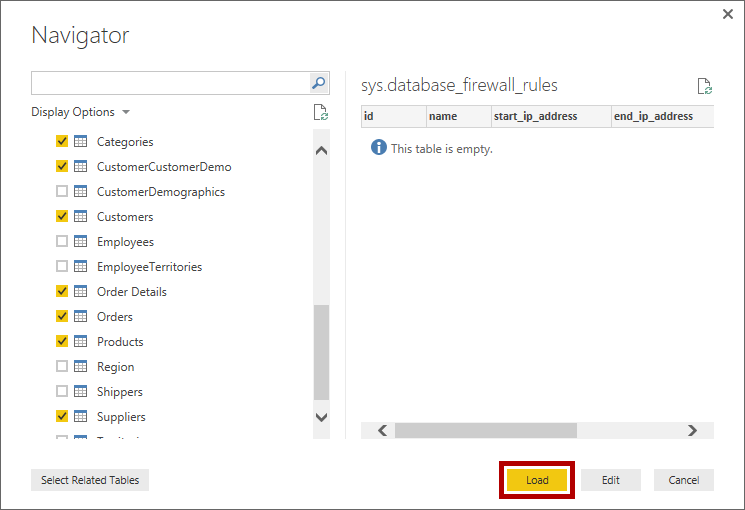 Navigator
Display Options
Categories
CustomerCustomerDemo
CustomerDemographics
Customers
Employees
EmployeeTerritories
Order Details
Orders
Products
Region
Shippers
Suppliers
sys.database_firewall_rules
id name start_ip_address end_ip_address
This table is empty.
Select Related Tables
Load
Edit
Cancel